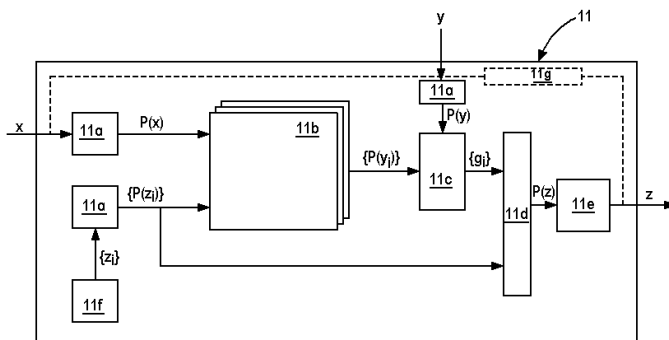 11
y
11g
11a
P(y)
x
11a
P(x)
11b
{P(yi)}
11c
{gi}
11a
{P(zi)}
11d
P(z)
11e
z
{zi}
11f